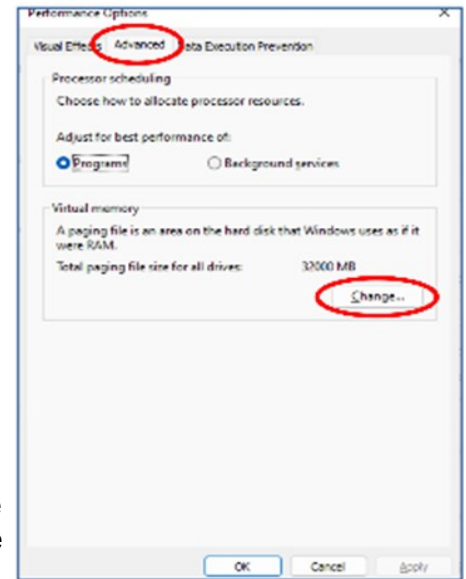 Performance Options
Visual Effects Advanced Data Execution Prevention
Processor scheduling
Choose how to allocate processor resources.
Adjust for best performance of:
Programs Background services
Virtual memory
A paging file is an area on the hard disk that Windows uses as if it
were RAM.
Total paging file size for all drives: 32000 MB
Change...
OK Cancel Apply